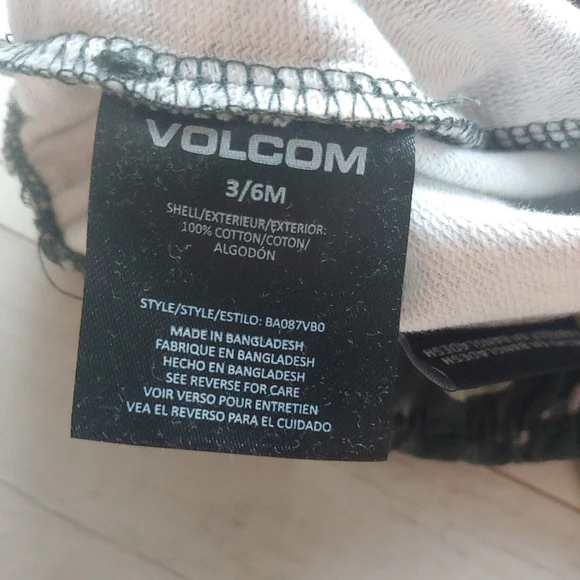 VOLCOM
3/6M
SHELL/EXTERIEUR/EXTERIOR:
100% COTTON/COTON/
ALGODÓN
STYLE/STYLE/ESTILO: BA087VB0
MADE IN BANGLADESH
FABRIQUE EN BANGLADESH
HECHO EN BANGLADESH
SEE REVERSE FOR CARE
VOIR VERSO POUR ENTRETIEN
VEA EL REVERSO PARA EL CUIDADO
BANGLADESH